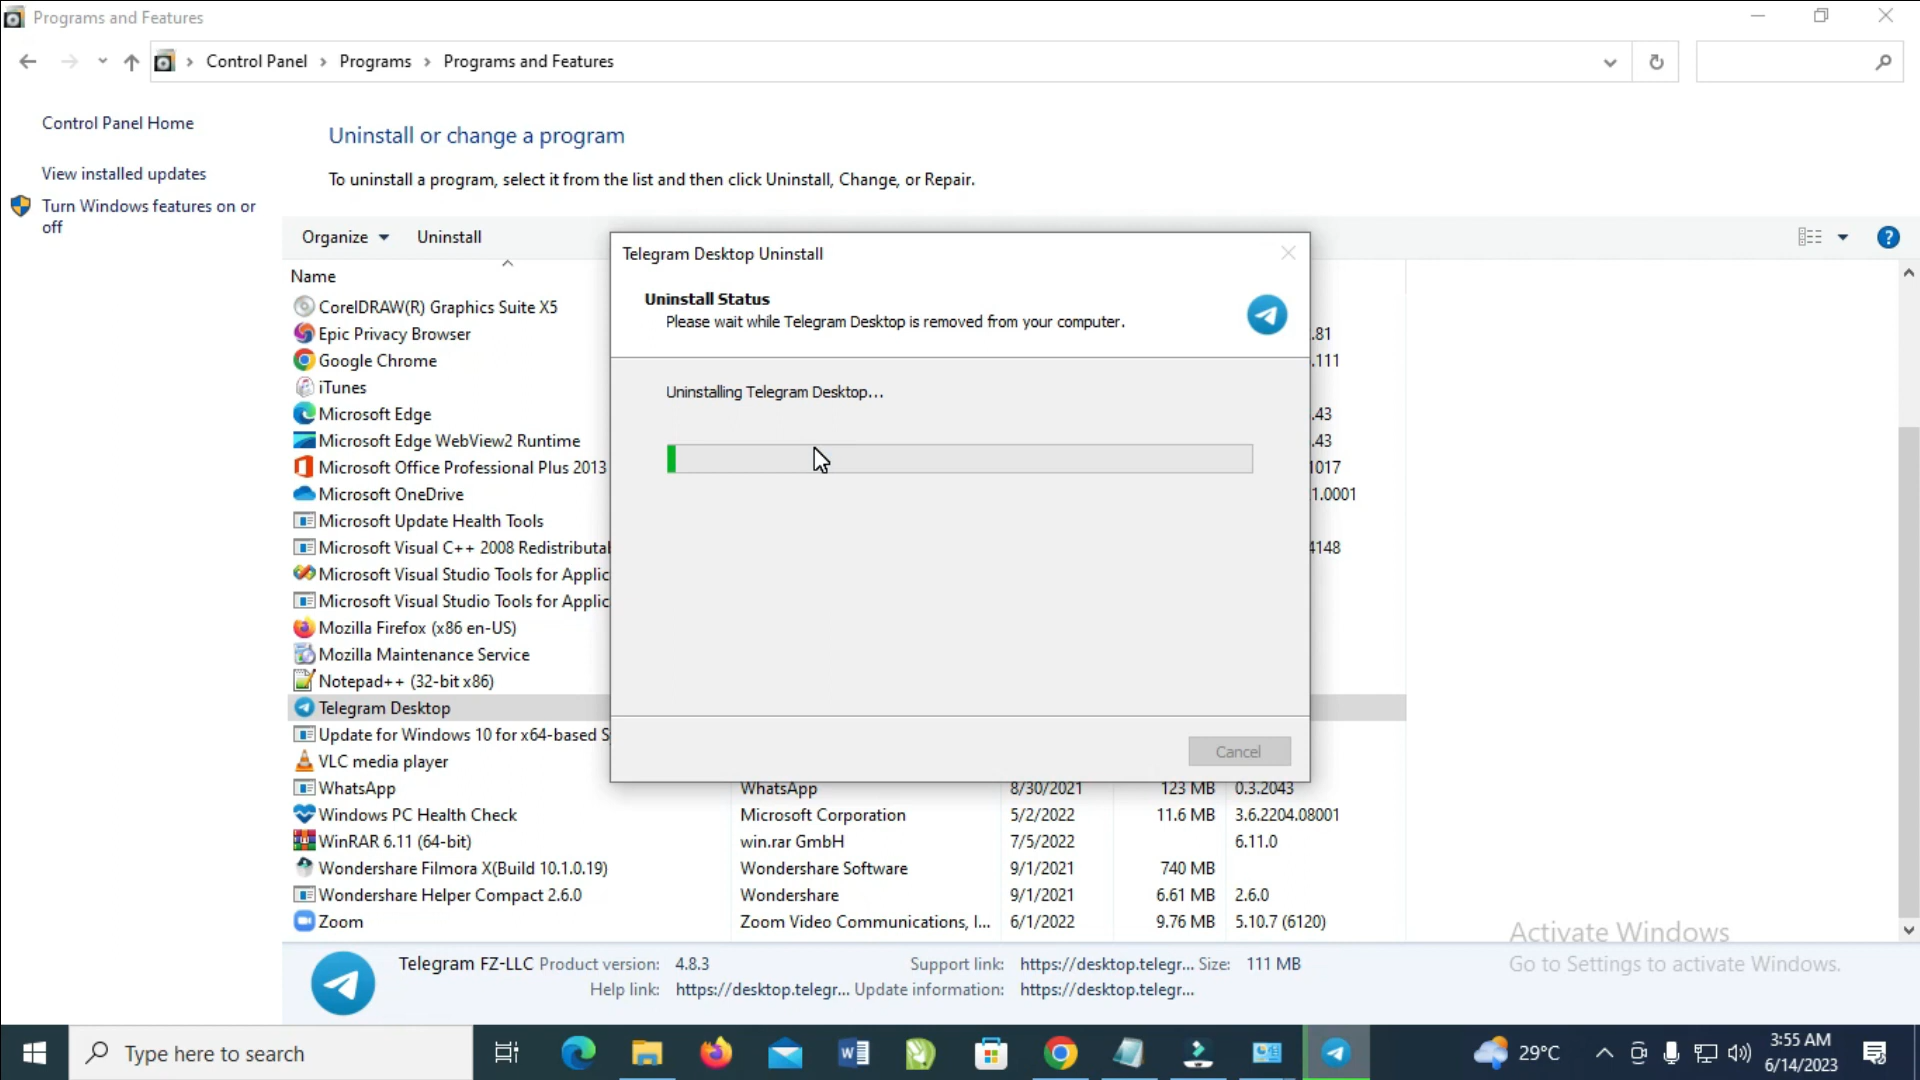 Programs and Features
Control Panel > Programs > Programs and Features
Control Panel Home
View installed updates
Turn Windows features on or
off
Uninstall or change a program
To uninstall a program, select it from the list and then click Uninstall, Change, or Repair.
Organize Uninstall
Name
CorelDRAW(R) Graphics Suite X5
Epic Privacy Browser .81
Google Chrome .111
iTunes
Microsoft Edge .43
Microsoft Edge WebView2 Runtime .43
Microsoft Office Professional Plus 2013 1017
Microsoft OneDrive 1.0001
Microsoft Update Health Tools
Microsoft Visual C++ 2008 Redistributal 4148
Microsoft Visual Studio Tools for Applic
Microsoft Visual Studio Tools for Applic
Mozilla Firefox (x86 en-US)
Mozilla Maintenance Service
Notepad++ (32-bit x86)
Telegram Desktop
Update for Windows 10 for x64-based S
VLC media player
WhatsApp WhatsApp 8/30/2021 123 MB 0.3.2043
Windows PC Health Check Microsoft Corporation 5/2/2022 11.6 MB 3.6.2204.08001
WinRAR 6.11 (64-bit) win.rar GmbH 7/5/2022 6.11.0
Wondershare Filmora X(Build 10.1.0.19) Wondershare Software 9/1/2021 740 MB
Wondershare Helper Compact 2.6.0 Wondershare 9/1/2021 6.61 MB 2.6.0
Zoom Zoom Video Communications, I... 6/1/2022 9.76 MB 5.10.7 (6120)
Telegram Desktop Uninstall
Uninstall Status
Please wait while Telegram Desktop is removed from your computer.
Uninstalling Telegram Desktop...
Cancel
Activate Windows
Go to Settings to activate Windows.
Telegram FZ-LLC Product version: 4.8.3 Support link: https://desktop.telegr... Size: 111 MB
Help link: https://desktop.telegr... Update information: https://desktop.telegr...
Type here to search
29°C
3:55 AM
6/14/2023